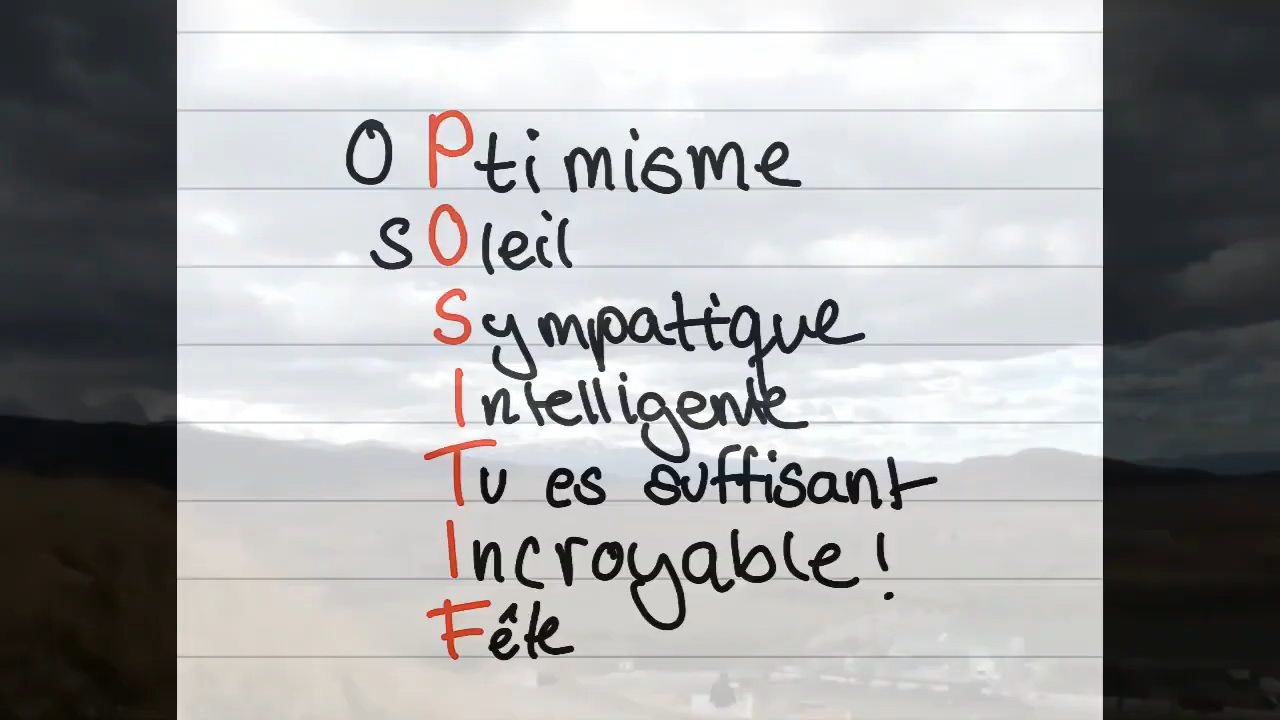 OPtimisme
sOleil
Sympatique
Intelligente
Tu es suffisant
Incroyable!
Fête